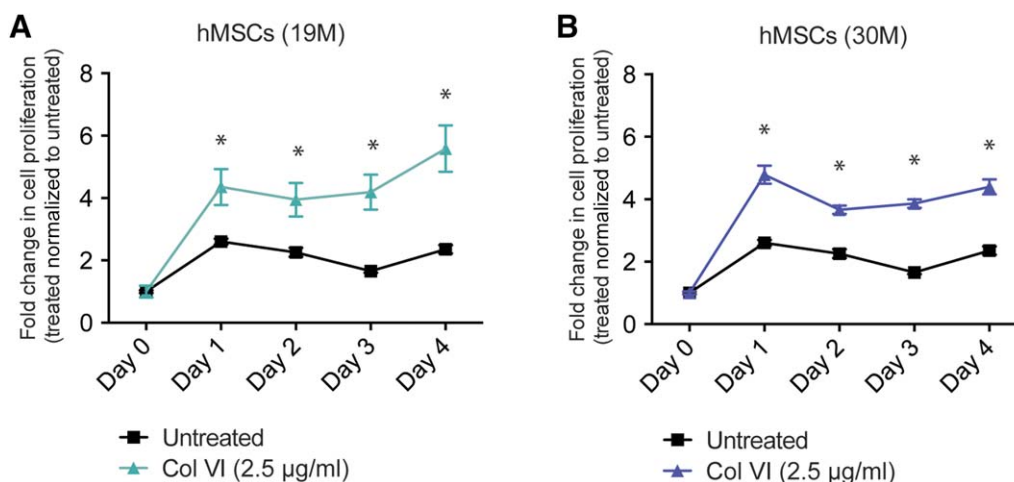 A
hMSCs (19M)
Fold change in cell proliferation
(treated normalized to untreated)
8
6
4
2
0
*
*
*
*
Day 0
Day 1
Day 2
Day 3
Day 4
Untreated
Col VI (2.5 µg/ml)
B
hMSCs (30M)
Fold change in cell proliferation
(treated normalized to untreated)
8
6
4
2
0
*
*
*
*
Day 0
Day 1
Day 2
Day 3
Day 4
Untreated
Col VI (2.5 µg/ml)